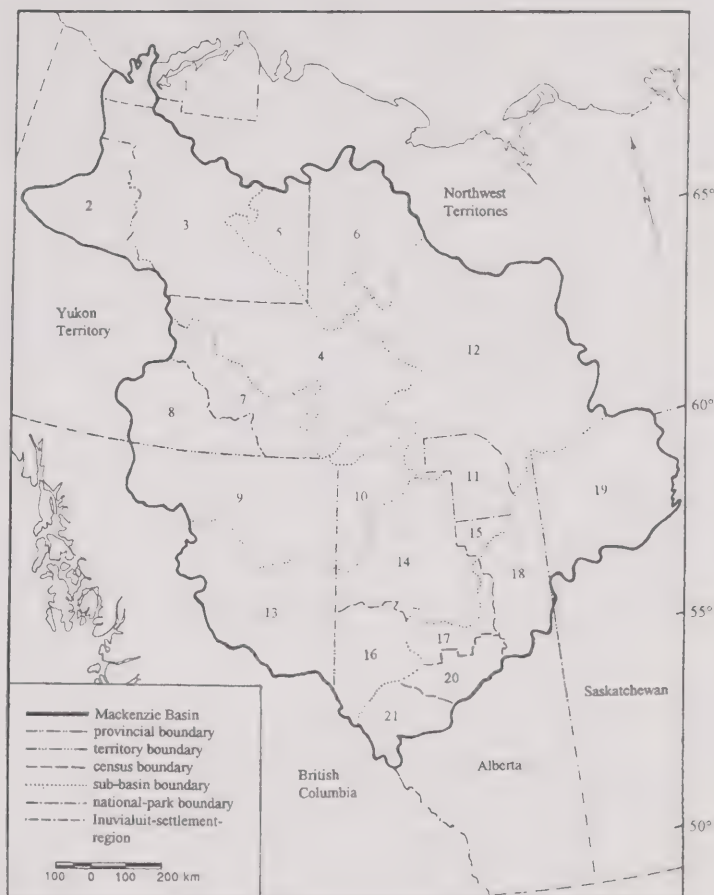 1
Northwest
Territories
65°
2
3
5
6
Yukon
Territory
4
12
60°
7
8
11
19
9
10
15
18
14
13
55°
17
16
20
21
Saskatchewan
Mackenzie Basin
provincial boundary
territory boundary
census boundary
sub-basin boundary
national-park boundary
Inuvialuit-settlement-
region
British
Columbia
Alberta
50°
100 0 100 200 km
N